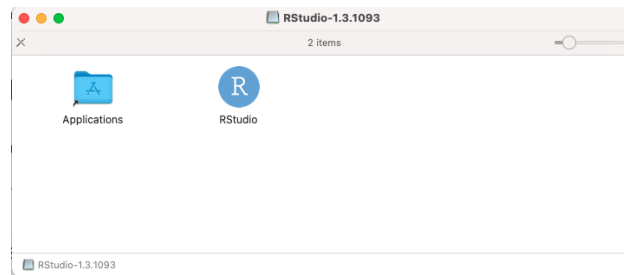 RStudio-1.3.1093
2 items
R
Applications
RStudio
RStudio-1.3.1093